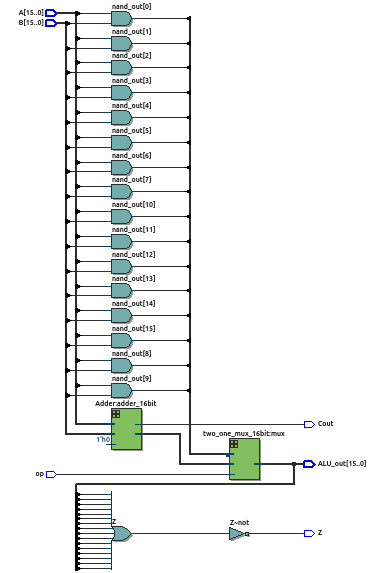 nand_out[0]
A[15..0]
B[15..0]
nand_out[1]
nand_out[2]
nand_out[3]
nand_out[4]
nand_out[5]
nand_out[6]
nand_out[7]
nand_out[10]
nand_out[11]
nand_out[12]
nand_out[13]
nand_out[14]
nand_out[15]
nand_out[8]
nand_out[9]
Adder:adder_16bit
Cout
two_one_mux_16bit:mux
1'h0
ALU_out[15..0]
op
Z
Z~not
Z